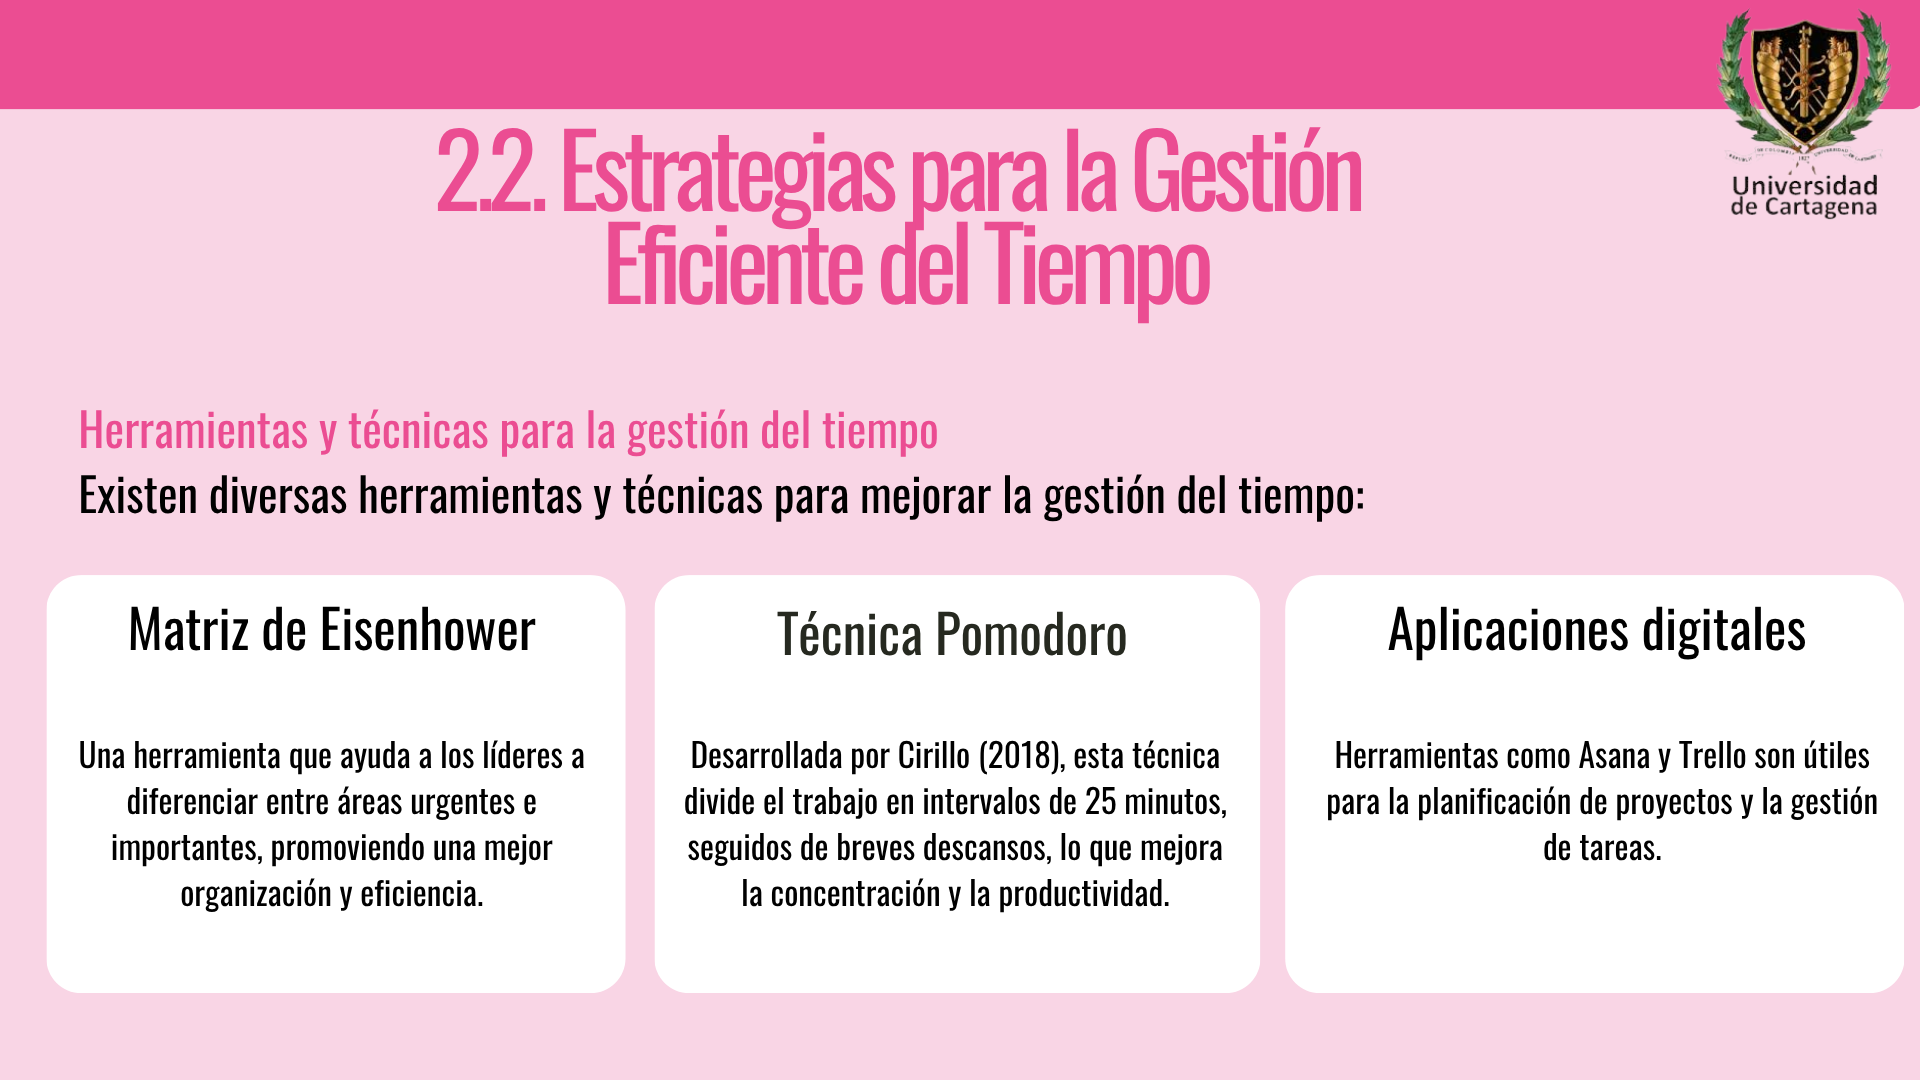 Universidad
de Cartagena
2.2. Estrategias para la Gestión
Eficiente del Tiempo
Herramientas y técnicas para la gestión del tiempo
Existen diversas herramientas y técnicas para mejorar la gestión del tiempo:
Matriz de Eisenhower
Una herramienta que ayuda a los líderes a
diferenciar entre áreas urgentes e
importantes, promoviendo una mejor
organización y eficiencia.
Técnica Pomodoro
Desarrollada por Cirillo (2018), esta técnica
divide el trabajo en intervalos de 25 minutos,
seguidos de breves descansos, lo que mejora
la concentración y la productividad.
Aplicaciones digitales
Herramientas como Asana y Trello son útiles
para la planificación de proyectos y la gestión
de tareas.